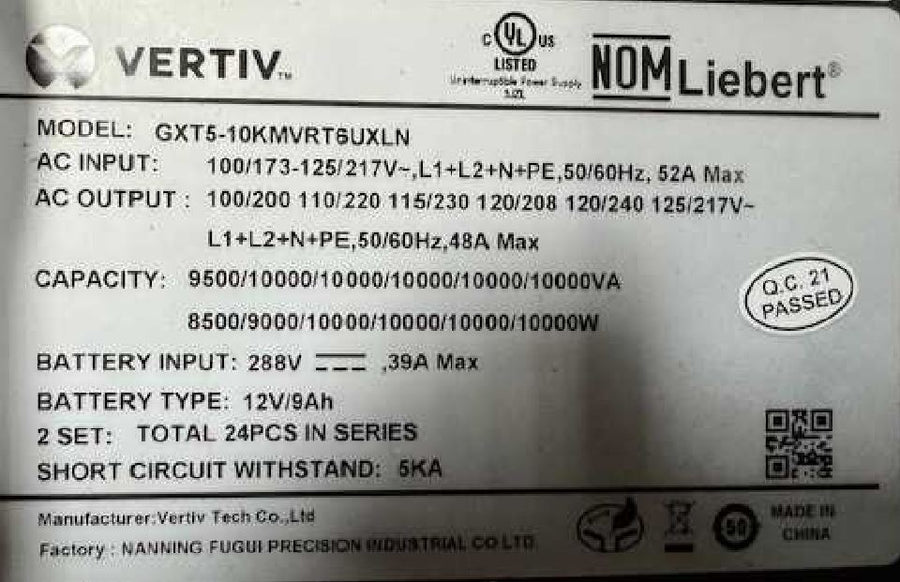 VERTIV™
C UL US
LISTED
Uninterruptible Power Supply
NOM
Liebert®
MODEL: GXT5-10KMVRT6UXLN
AC INPUT: 100/173-125/217V~,L1+L2+N+PE,50/60Hz, 52A Max
AC OUTPUT : 100/200 110/220 115/230 120/208 120/240 125/217V~
L1+L2+N+PE,50/60Hz,48A Max
CAPACITY: 9500/10000/10000/10000/10000/10000VA
8500/9000/10000/10000/10000/10000W
Q.C. 21
PASSED
BATTERY INPUT: 288V ⎓ ,39A Max
BATTERY TYPE: 12V/9Ah
2 SET: TOTAL 24PCS IN SERIES
SHORT CIRCUIT WITHSTAND: 5KA
Manufacturer:Vertiv Tech Co.,Ltd
Factory : NANNING FUGUI PRECISION INDUSTRIAL CO LTD.
50
MADE IN
CHINA